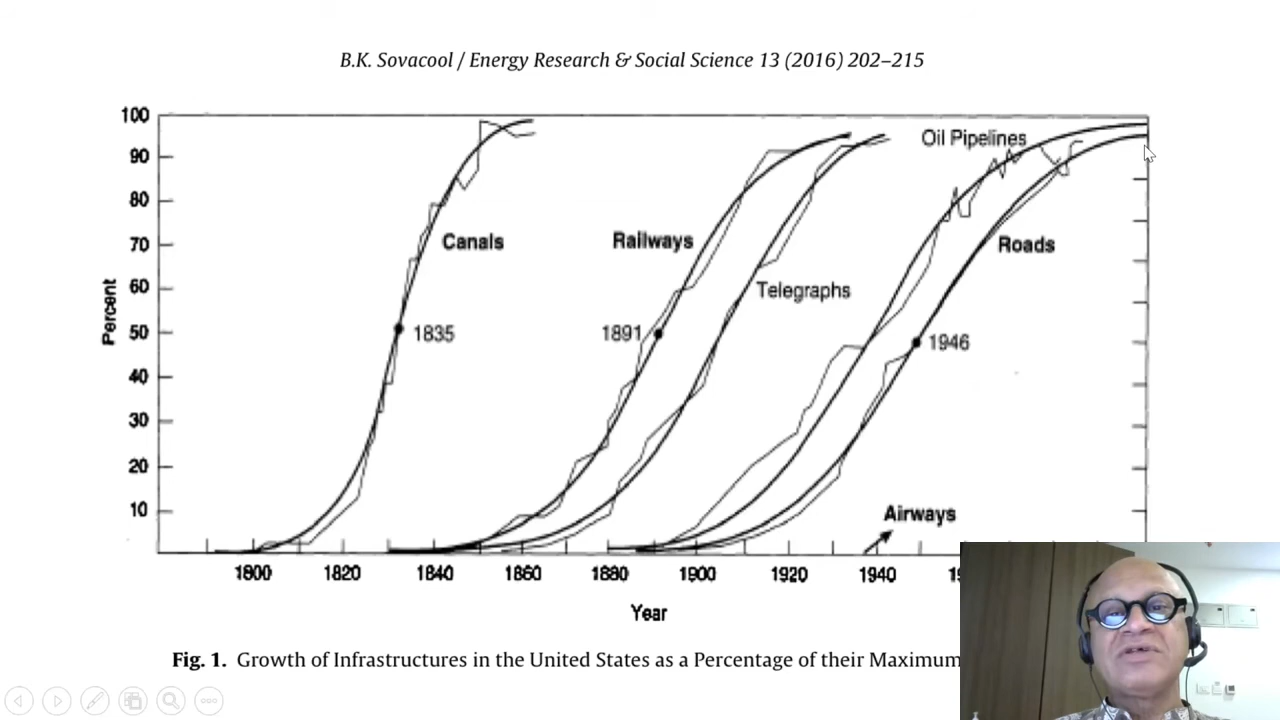 B.K. Sovacool / Energy Research & Social Science 13 (2016) 202–215
100
90
80
70
60
50
40
30
20
10
Percent
Canals
1835
Railways
1891
Telegraphs
Oil Pipelines
Roads
1946
Airways
1800 1820 1840 1860 1880 1900 1920 1940
Year
Fig. 1. Growth of Infrastructures in the United States as a Percentage of their Maximum